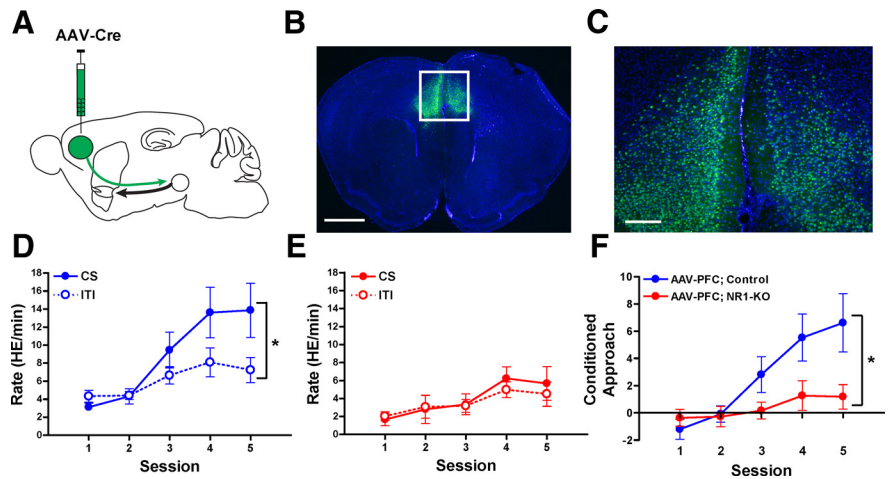 A
AAV-Cre
B
C
D
Rate (HE/min)
18
16
14
12
10
8
6
4
2
0
CS
ITI
*
1 2 3 4 5
Session
E
Rate (HE/min)
18
16
14
12
10
8
6
4
2
0
CS
ITI
1 2 3 4 5
Session
F
Conditioned
Approach
10
8
6
4
2
0
-2
AAV-PFC; Control
AAV-PFC; NR1-KO
*
1 2 3 4 5
Session